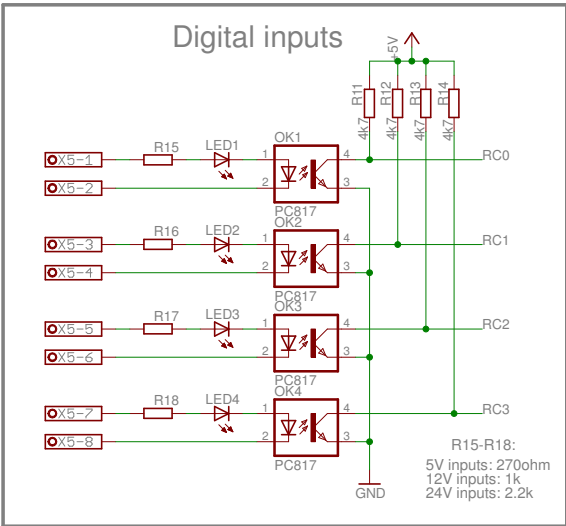 Digital inputs
+5V
R11
R12
R13
R14
4k7
4k7
4k7
4k7
X5-1
R15
LED1
OK1
1
4
RC0
X5-2
2
3
PC817
X5-3
R16
LED2
OK2
1
4
RC1
X5-4
2
3
PC817
X5-5
R17
LED3
OK3
1
4
RC2
X5-6
2
3
PC817
X5-7
R18
LED4
OK4
1
4
RC3
X5-8
2
3
PC817
GND
R15-R18:
5V inputs: 270ohm
12V inputs: 1k
24V inputs: 2.2k